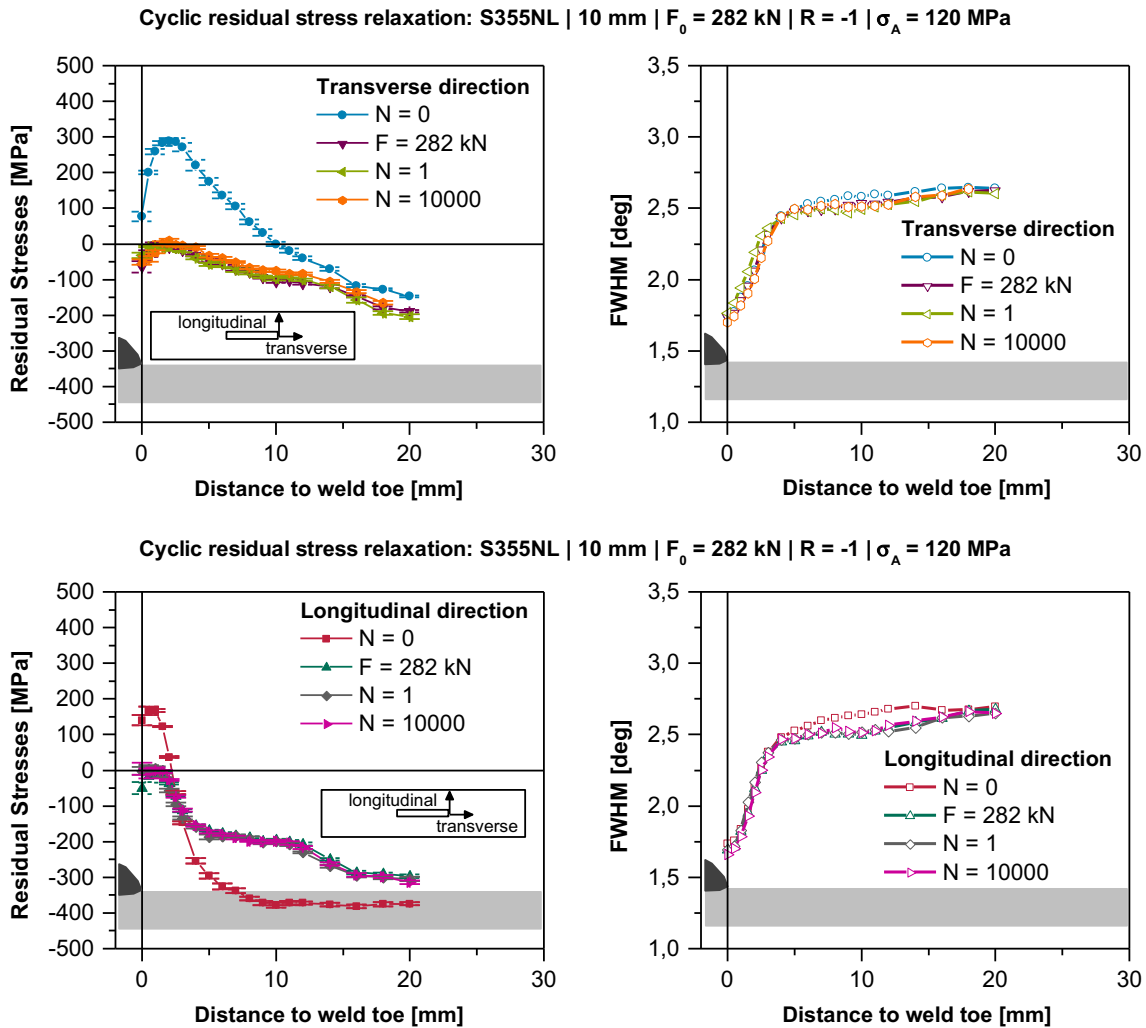 Cyclic residual stress relaxation: S355NL | 10 mm | F₀ = 282 kN | R = -1 | σ_A = 120 MPa
Residual Stresses [MPa]
500
400
300
200
100
0
-100
-200
-300
-400
-500
Transverse direction
N = 0
F = 282 kN
N = 1
N = 10000
longitudinal
transverse
0
10
20
30
Distance to weld toe [mm]
FWHM [deg]
3,5
3,0
2,5
2,0
1,5
1,0
Transverse direction
N = 0
F = 282 kN
N = 1
N = 10000
0
10
20
30
Distance to weld toe [mm]
Cyclic residual stress relaxation: S355NL | 10 mm | F₀ = 282 kN | R = -1 | σ_A = 120 MPa
Residual Stresses [MPa]
500
400
300
200
100
0
-100
-200
-300
-400
-500
Longitudinal direction
N = 0
F = 282 kN
N = 1
N = 10000
longitudinal
transverse
0
10
20
30
Distance to weld toe [mm]
FWHM [deg]
3,5
3,0
2,5
2,0
1,5
1,0
Longitudinal direction
N = 0
F = 282 kN
N = 1
N = 10000
0
10
20
30
Distance to weld toe [mm]